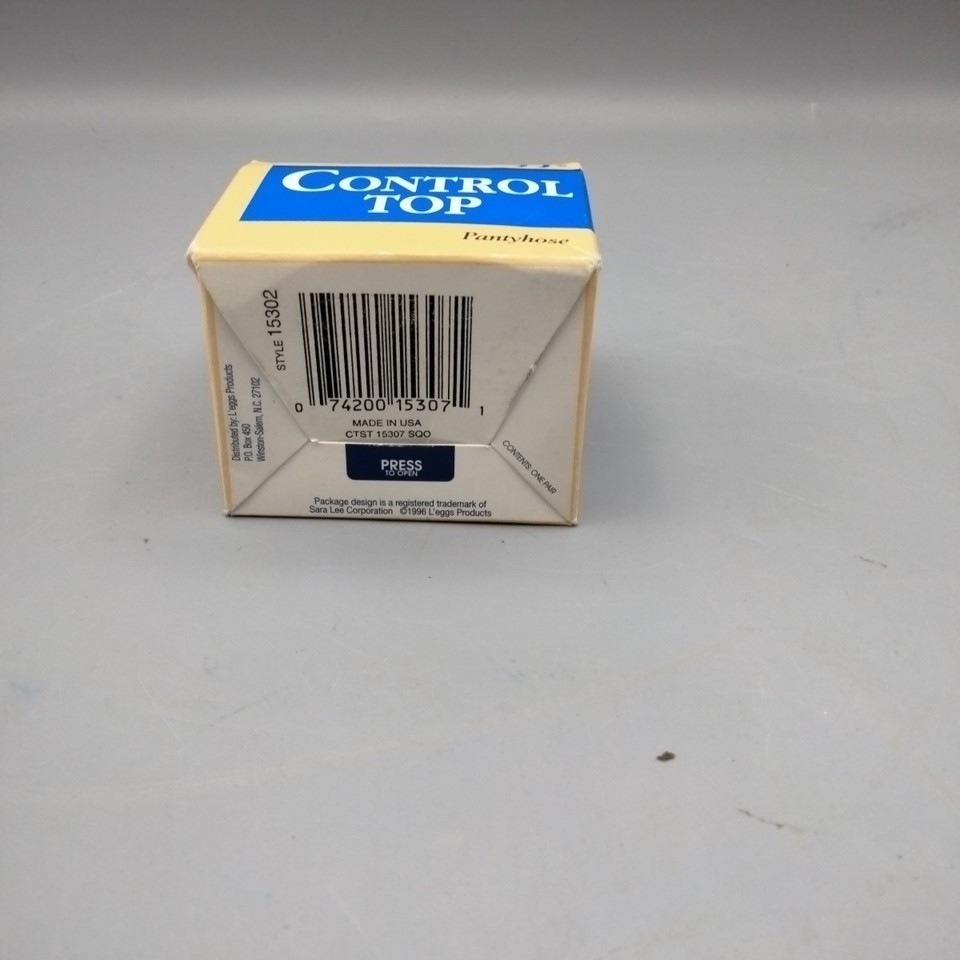 CONTROL
TOP
Pantyhose
STYLE 15302
0 74200 15307 1
MADE IN USA
CTST 15307 SQO
Distributed by: L'eggs Products
P.O. Box 450
Winston-Salem, N.C. 27102
PRESS
TO OPEN
CONTENTS: ONE PAIR
Package design is a registered trademark of
Sara Lee Corporation ©1996 L'eggs Products